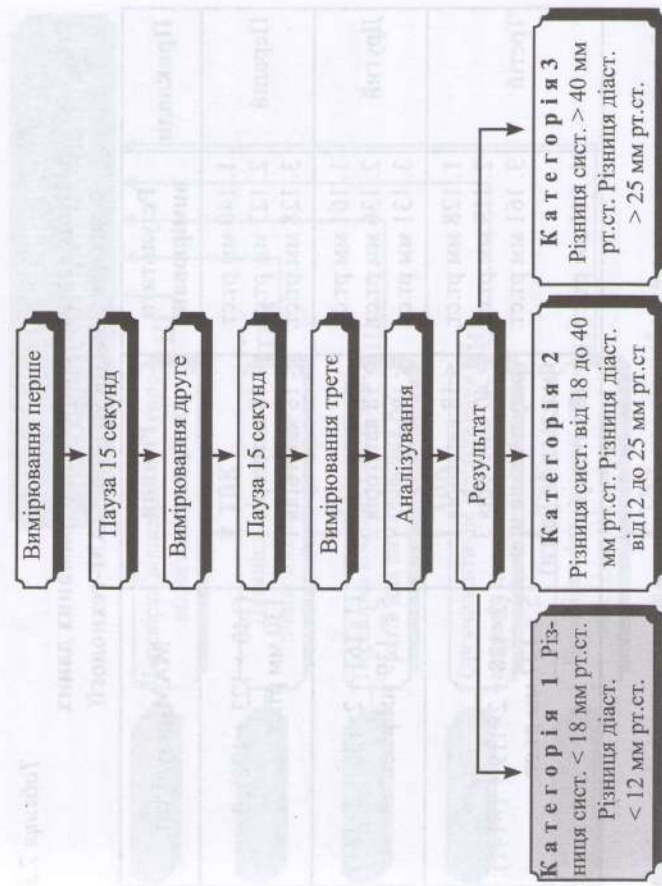 Вимірювання перше
Пауза 15 секунд
Вимірювання друге
Пауза 15 секунд
Вимірювання третє
Аналізування
Результат
Категорія 1 Різ-
ниця сист. < 18 мм рт.ст.
Різниця діаст.
< 12 мм рт.ст.
Категорія 2
Різниця сист. від 18 до 40
мм рт.ст. Різниця діаст.
від12 до 25 мм рт.ст
Категорія 3
Різниця сист. > 40 мм
рт.ст. Різниця діаст.
> 25 мм рт.ст.